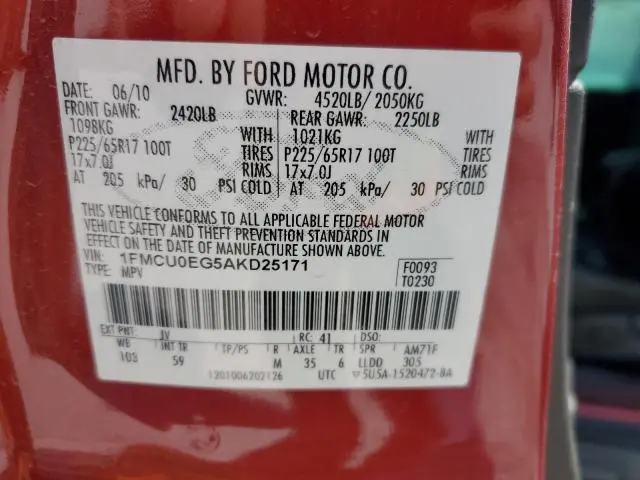 MFD. BY FORD MOTOR CO.
DATE: 06/10 GVWR: 4520LB/ 2050KG
FRONT GAWR: 2420LB REAR GAWR: 2250LB
1098KG WITH 1021KG WITH
P225/65R17 100T TIRES P225/65R17 100T TIRES
17x7.0J RIMS 17x7.0J RIMS
AT 205 kPa/ 30 PSI COLD AT 205 kPa/ 30 PSI COLD
THIS VEHICLE CONFORMS TO ALL APPLICABLE FEDERAL MOTOR
VEHICLE SAFETY AND THEFT PREVENTION STANDARDS IN
EFFECT ON THE DATE OF MANUFACTURE SHOWN ABOVE.
VIN: 1FMCU0EG5AKD25171 F0093
TYPE: MPV T0230
EXT PNT: JV RC: 41 DSO:
WB INT TR TP/PS R AXLE TR SPR AM71F
103 59 M 35 6 LLDD 305
1201006202126 UTC ▽5U5A-1520472-BA